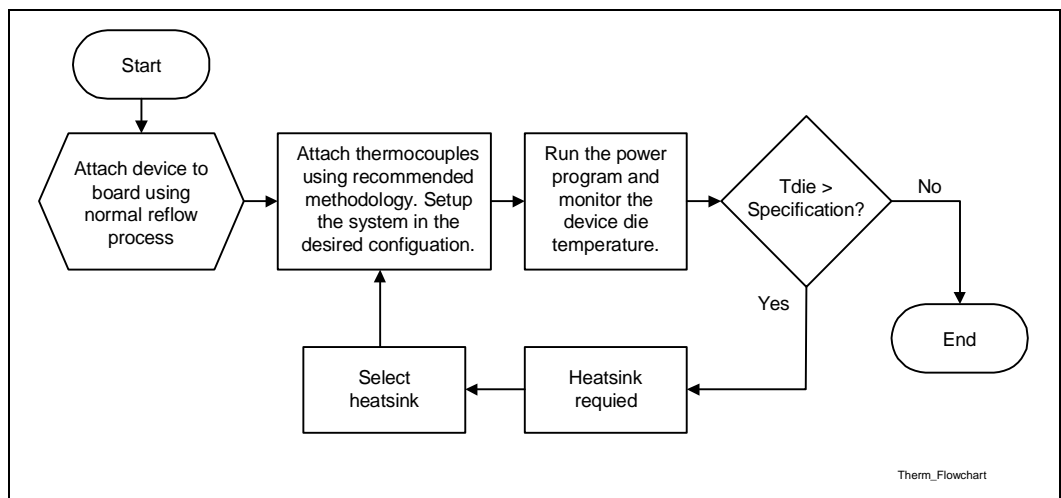 Start
Attach device to
board using
normal reflow
process
Attach thermocouples
using recommended
methodology. Setup
the system in the
desired configuation.
Run the power
program and
monitor the
device die
temperature.
Tdie >
Specification?
No
Yes
End
Heatsink
requied
Select
heatsink
Therm_Flowchart